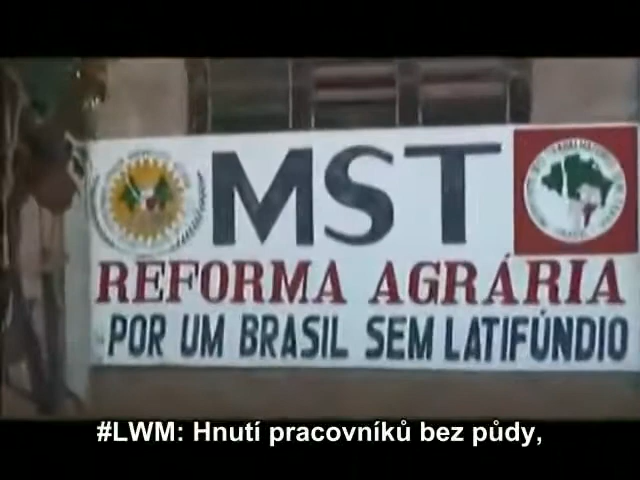 MST
REFORMA AGRÁRIA
POR UM BRASIL SEM LATIFÚNDIO
#LWM: Hnutí pracovníků bez půdy,